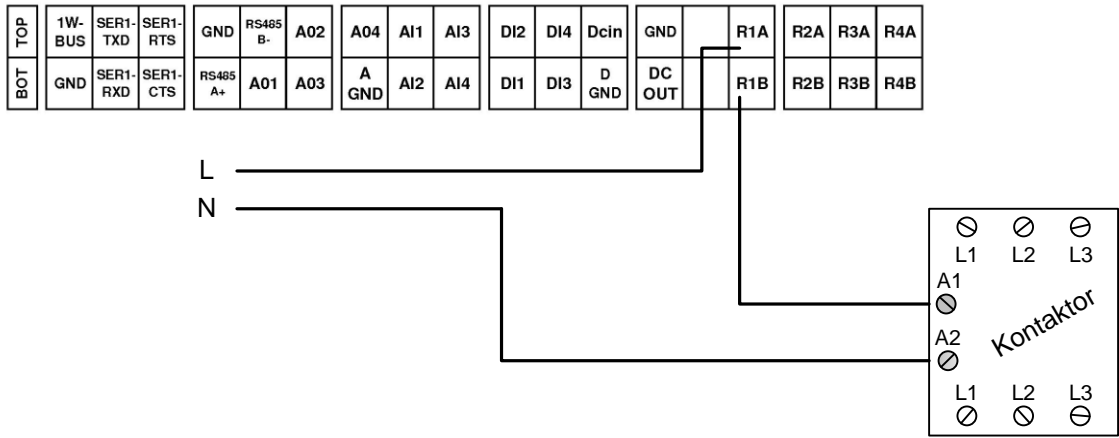 TOP 1W-BUS SER1-TXD SER1-RTS GND RS485 B- A02 A04 AI1 AI3 DI2 DI4 Dcin GND R1A R2A R3A R4A
BOT GND SER1-RXD SER1-CTS RS485 A+ A01 A03 A GND AI2 AI4 DI1 DI3 D GND DC OUT R1B R2B R3B R4B
L
N
L1 L2 L3
A1
Kontaktor
A2
L1 L2 L3